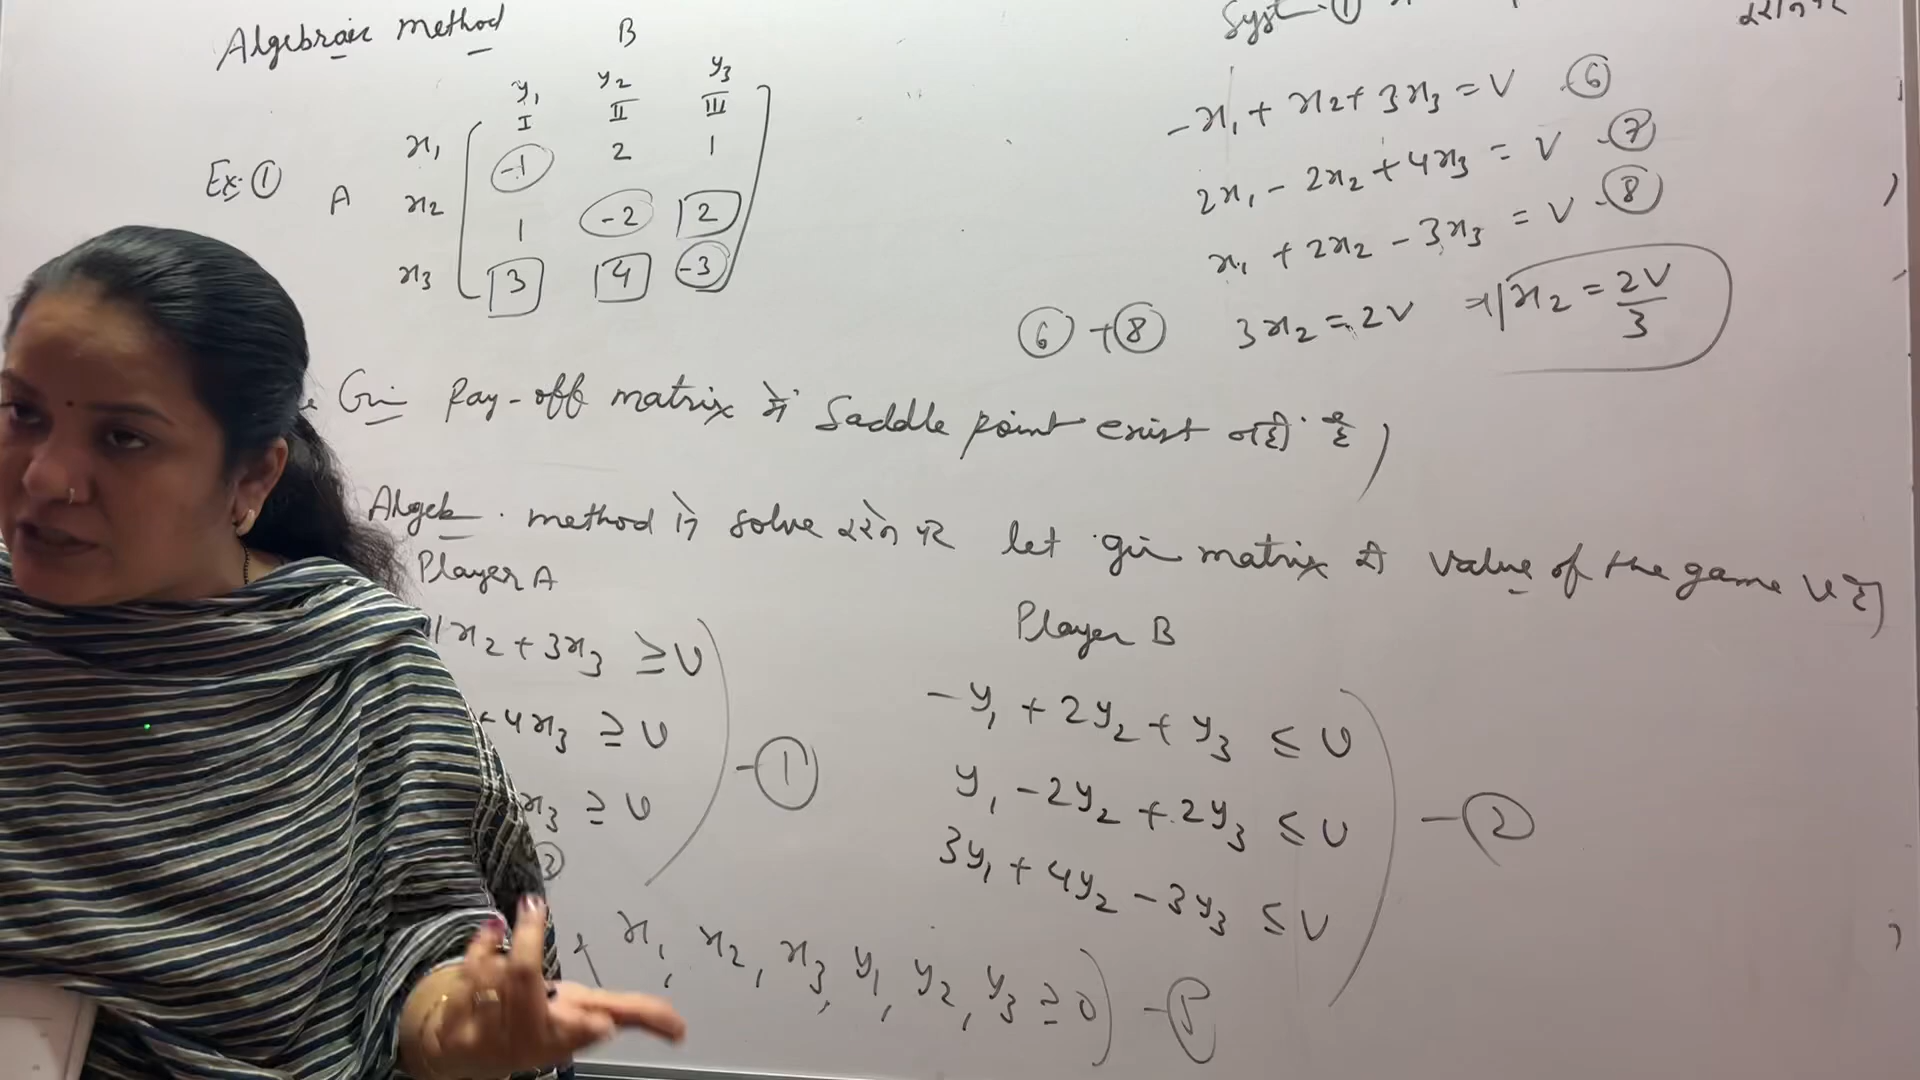 Algebraic method
B
y₁ y₂ y₃
I II III
Ex. ① A
x₁ -1 2 1
x₂ 1 -2 2
x₃ 3 4 -3
Pay-off matrix में Saddle point exist नहीं है
method से solve करने पर let matrix की value of the game v है
Player A
x₂ + 3x₃ ≥ v
+ 4x₃ ≥ v
x₃ ≥ v
- ①
Player B
- y₁ + 2y₂ + y₃ ≤ v
y₁ - 2y₂ + 2y₃ ≤ v
3y₁ + 4y₂ - 3y₃ ≤ v
- ②
x₁, x₂, x₃, y₁, y₂, y₃ ≥ 0
①
-x₁ + x₂ + 3x₃ = v ⑥
2x₁ - 2x₂ + 4x₃ = v - ⑦
x₁ + 2x₂ - 3x₃ = v - ⑧
⑥ + ⑧ 3x₂ = 2v ⇒ x₂ = 2v/3